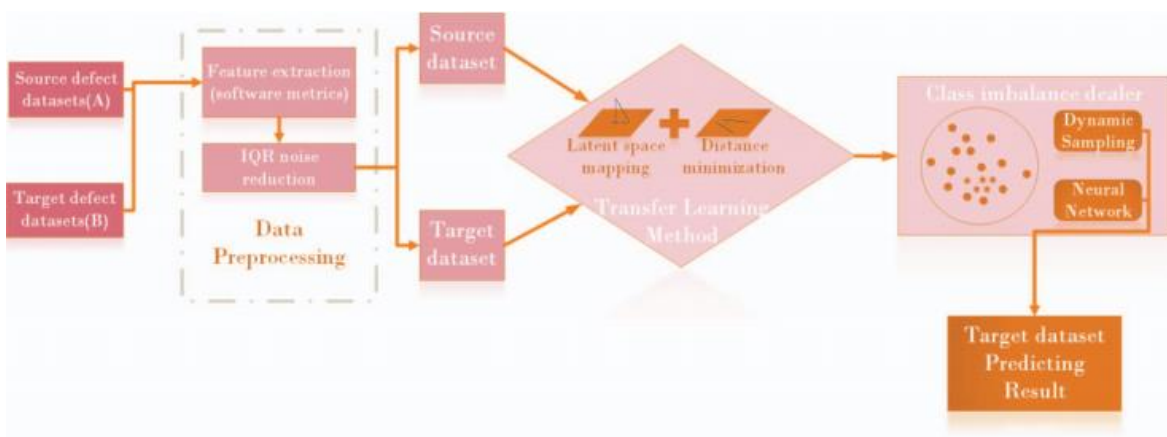 Source defect
datasets(A)
Target defect
datasets(B)
Feature extraction
(software metrics)
IQR noise
reduction
Data
Preprocessing
Source
dataset
Target
dataset
Latent space
mapping
Distance
minimization
Transfer Learning
Method
Class imbalance dealer
Dynamic
Sampling
Neural
Network
Target dataset
Predicting
Result